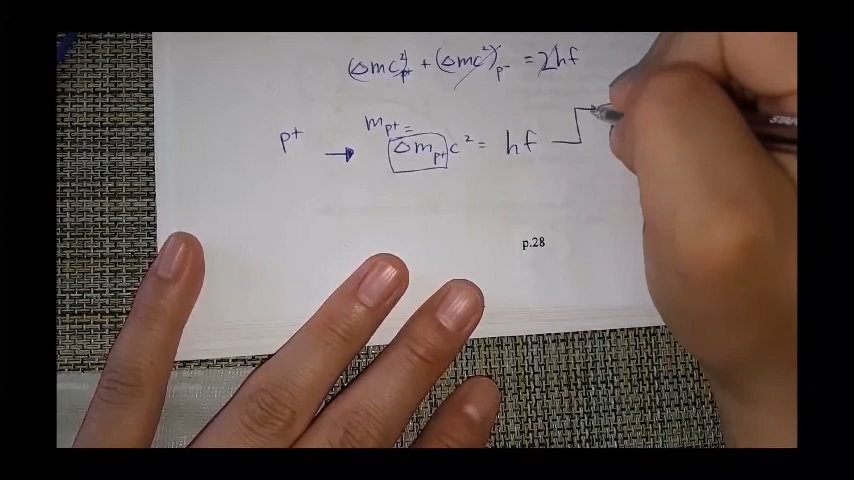 (Δmc²)p+ + (Δmc²)p- = 2hf
mp+ =
p+ → Δmp+ c² = hf
p.28